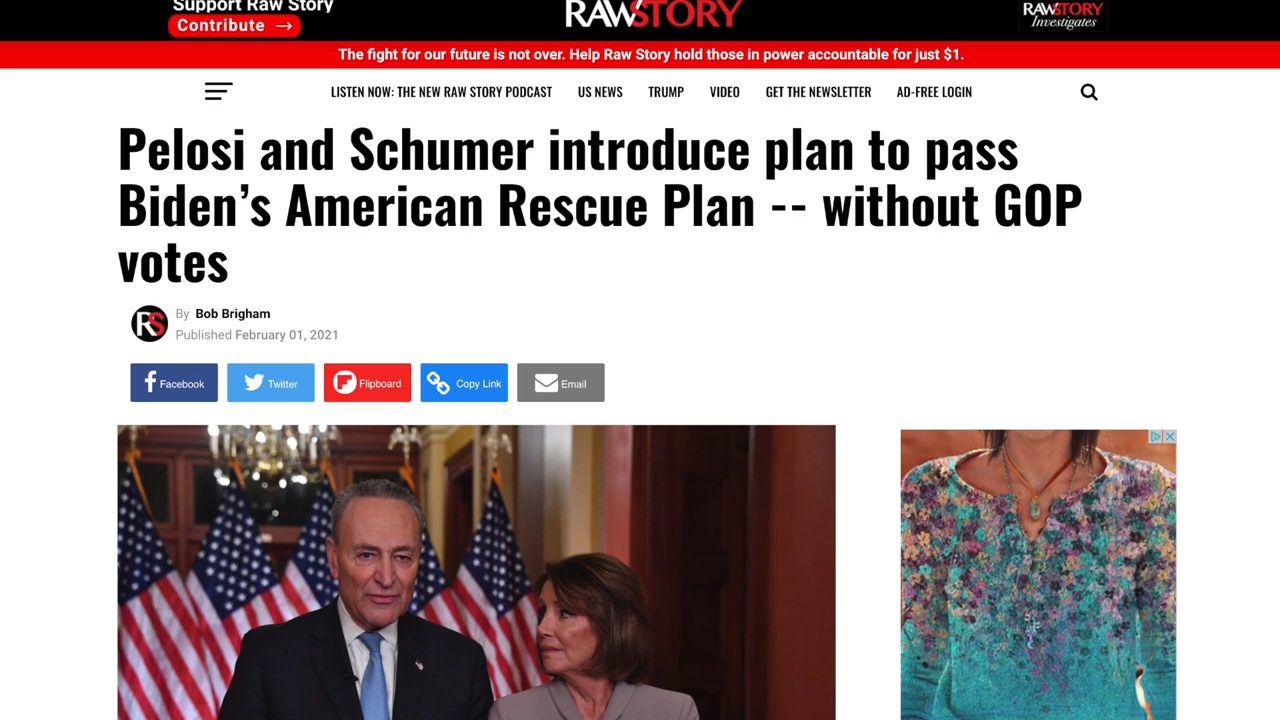 Support Raw Story
Contribute →
RAWSTORY
RAWSTORY
Investigates
The fight for our future is not over. Help Raw Story hold those in power accountable for just $1.
LISTEN NOW: THE NEW RAW STORY PODCAST US NEWS TRUMP VIDEO GET THE NEWSLETTER AD-FREE LOGIN
Pelosi and Schumer introduce plan to pass
Biden’s American Rescue Plan -- without GOP
votes
RS
By Bob Brigham
Published February 01, 2021
Facebook Twitter Flipboard Copy Link Email